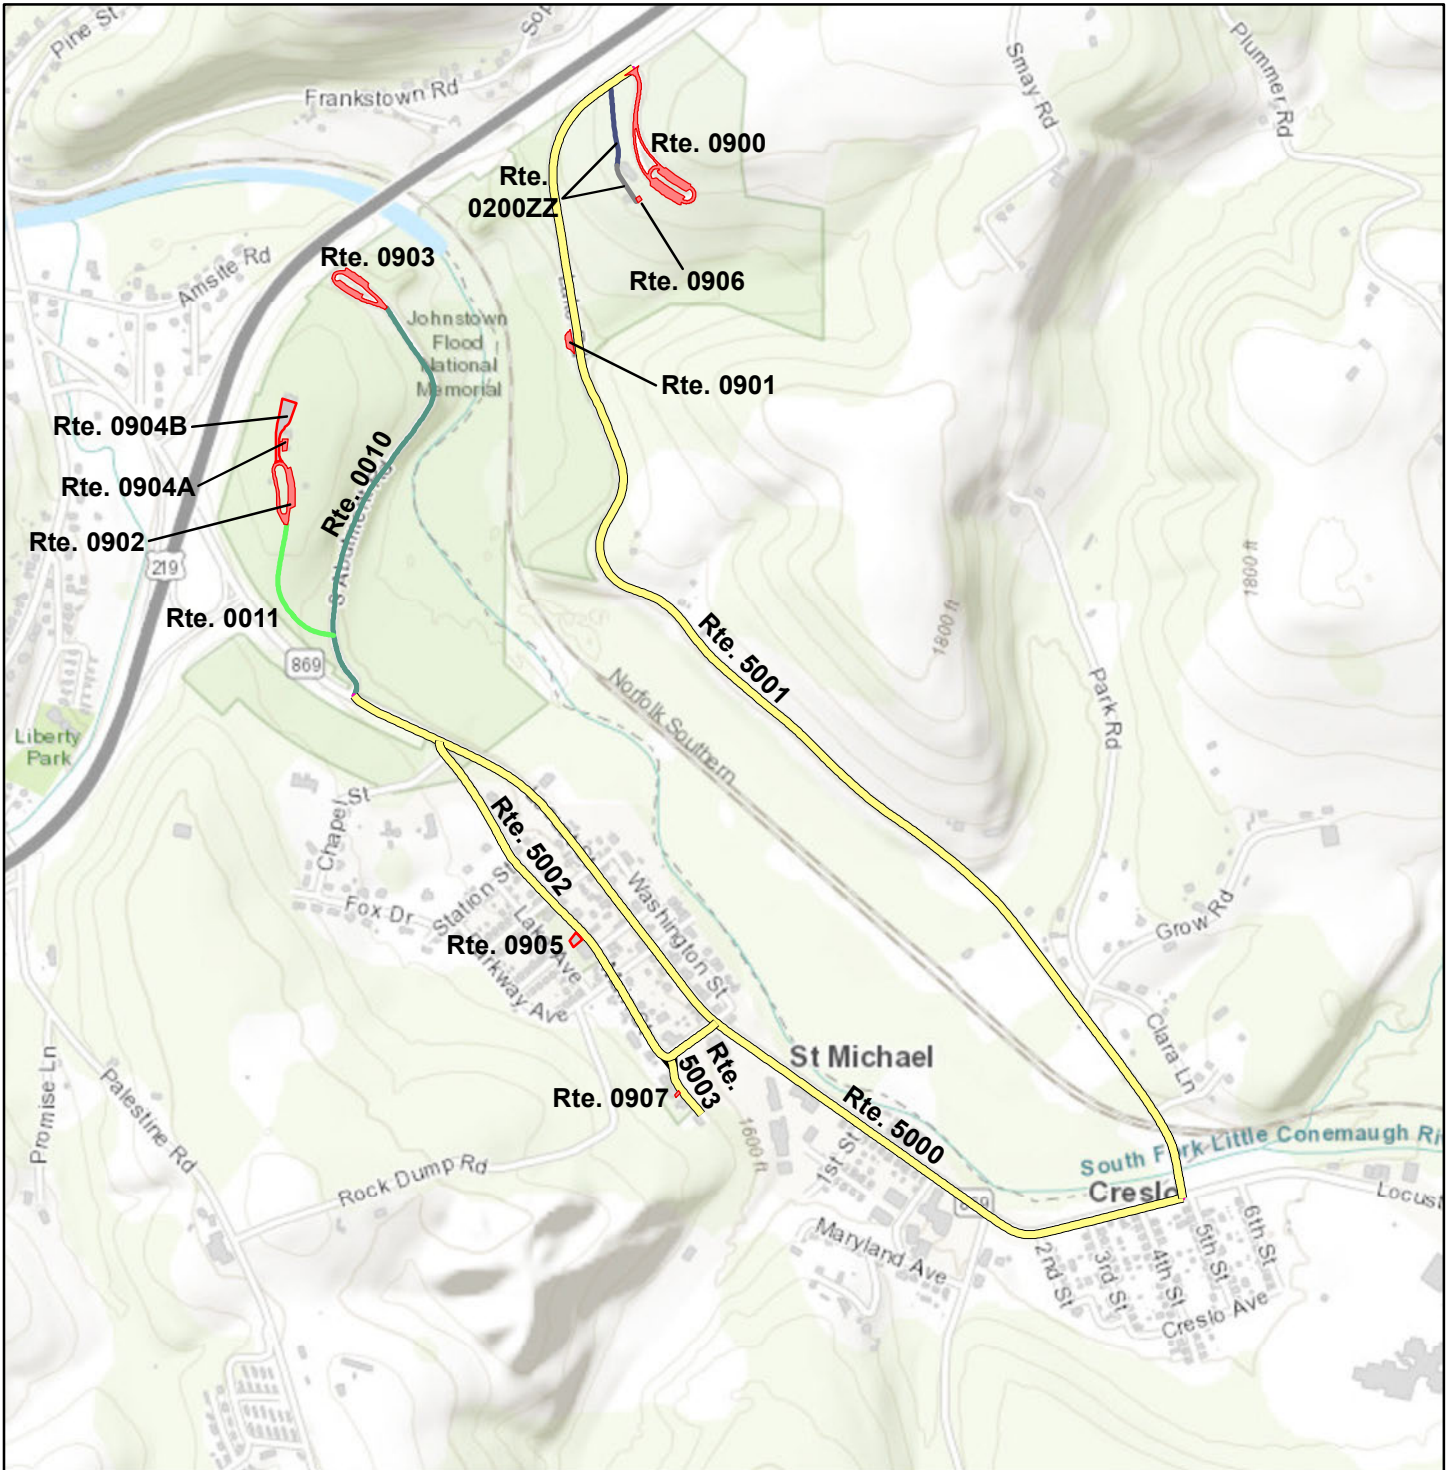 Pine St
Frankstown Rd
Smay Rd
Plummer Rd
Rte. 0900
Rte.
0200ZZ
Rte. 0906
Amsite Rd
Rte. 0903
Johnstown
Flood
National
Memorial
Rte. 0901
Rte. 0904B
Rte. 0010
Rte. 0904A
Rte. 0902
219
1800 ft
Rte. 0011
Rte. 5001
1800 ft
869
Norfolk Southern
Park Rd
Liberty
Park
Chapel St
Rte. 5002
Washington St
Station St
Fox Dr
Lake Ave
Rte. 0905
Parkway Ave
Grow Rd
St Michael
Clara Ln
Rte.
5003
Rte. 0907
Rte. 5000
Promise Ln
Palestine Rd
Rock Dump Rd
1600 ft
1st St
South Fork Little Conemaugh Ri
Creslo
Locust
869
Maryland Ave
2nd St
3rd St
4th St
5th St
6th St
Creslo Ave